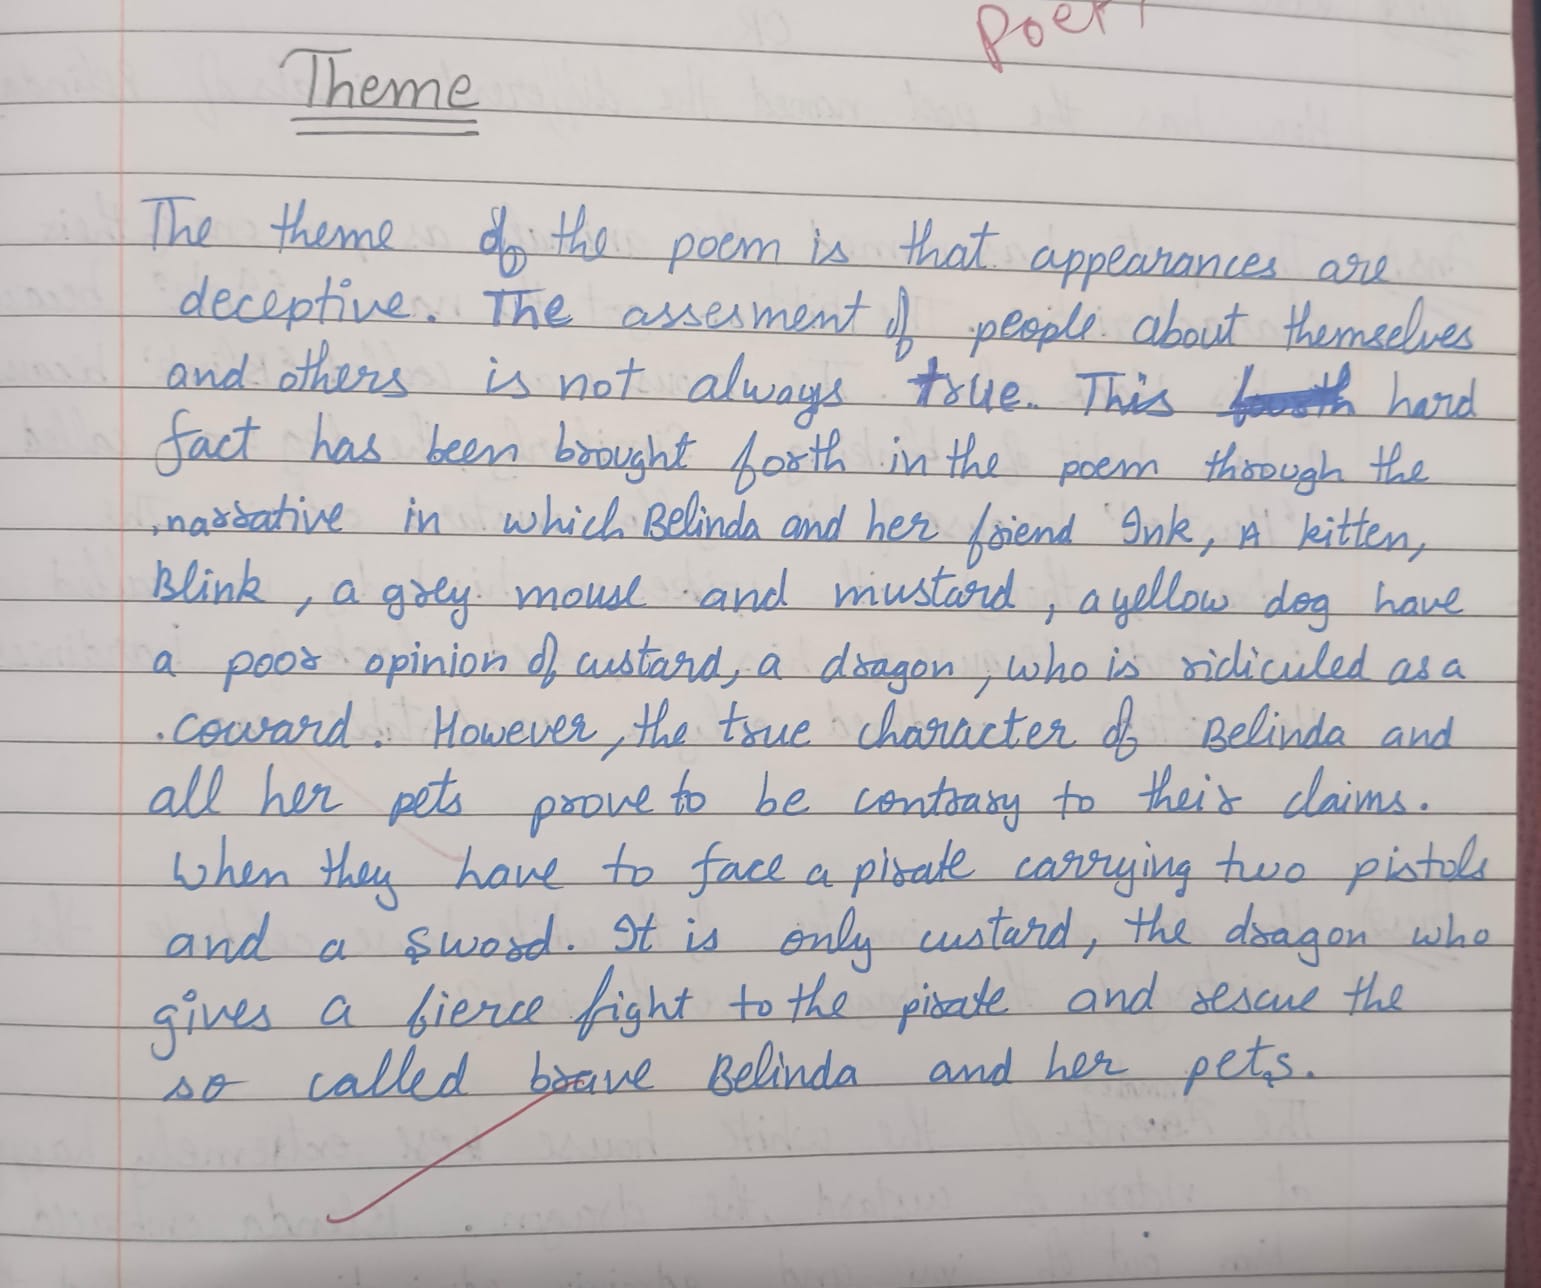 Theme
The theme of the poem is that appearances are
deceptive. The assesment of people about themselves
and others is not always true. This hard
fact has been brought forth in the poem through the
narrative in which Belinda and her friend Ink, A kitten,
Blink, a grey mouse and mustard, a yellow dog have
a poor opinion of custard, a dragon, who is ridiculed as a
coward. However, the true character of Belinda and
all her pets prove to be contrary to their claims.
When they have to face a pirate carrying two pistols
and a sword. It is only custard, the dragon who
gives a fierce fight to the pirate and rescue the
so called brave Belinda and her pets.